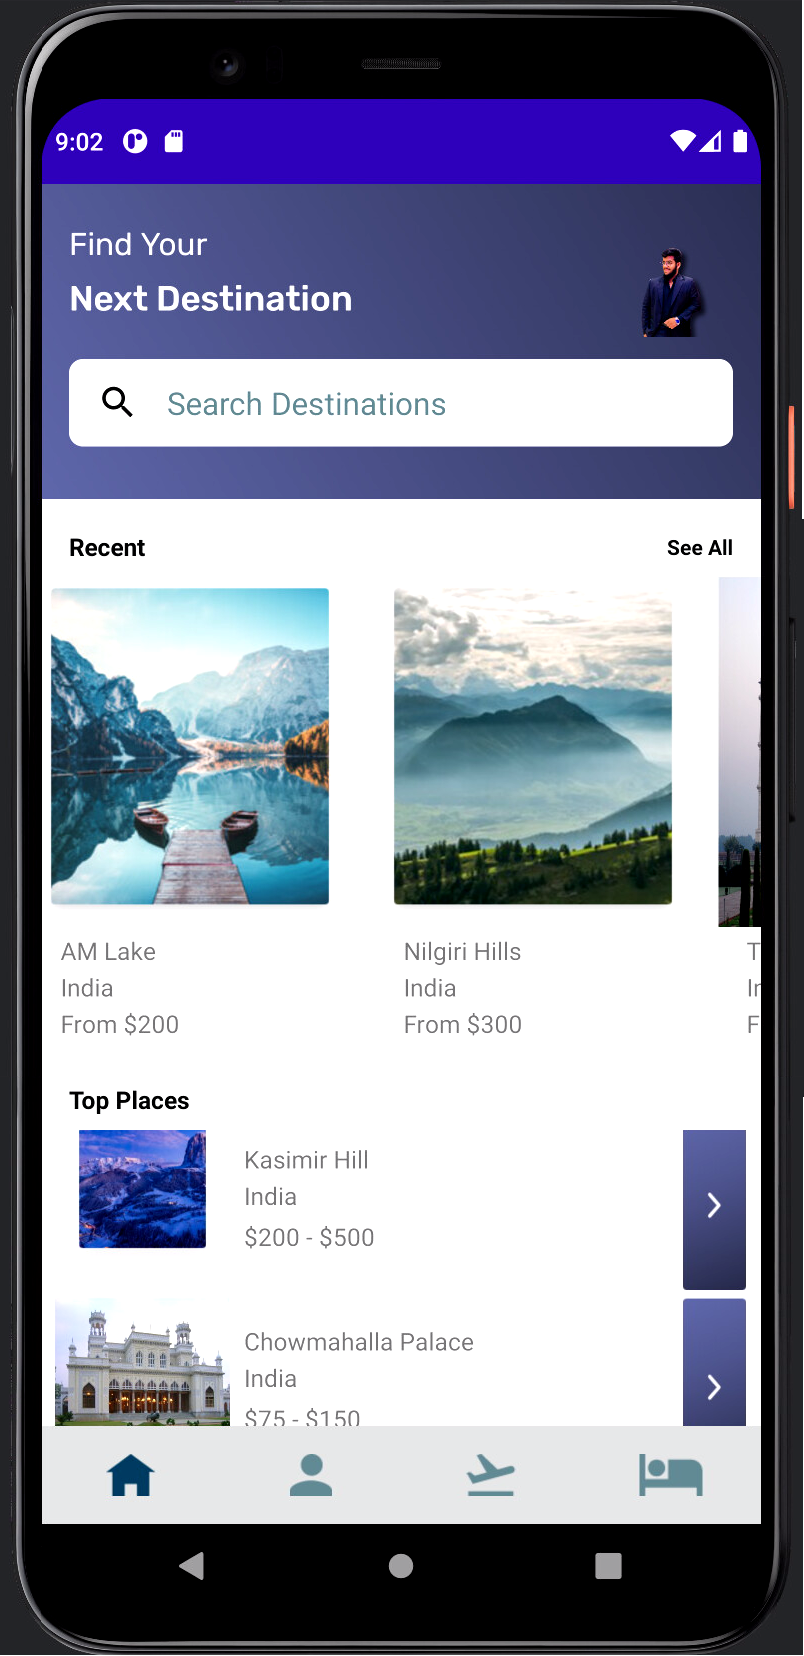 9:02
Find Your
Next Destination
Search Destinations
Recent
See All
AM Lake
India
From $200
Nilgiri Hills
India
From $300
Top Places
Kasimir Hill
India
$200 - $500
Chowmahalla Palace
India
$75 - $150